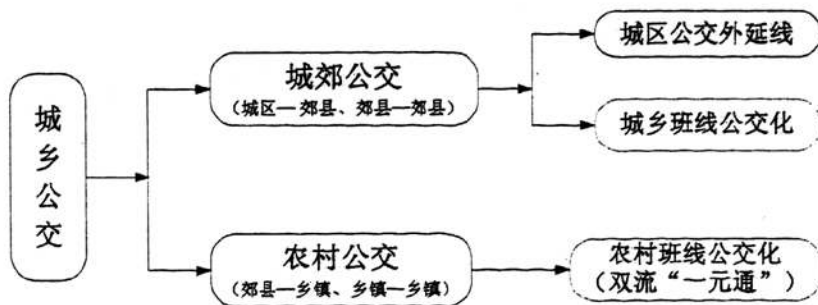 城乡公交
城郊公交
(城区—郊县、郊县—郊县)
城区公交外延线
城乡班线公交化
农村公交
(郊县—乡镇、乡镇—乡镇)
农村班线公交化
(双流“一元通”)